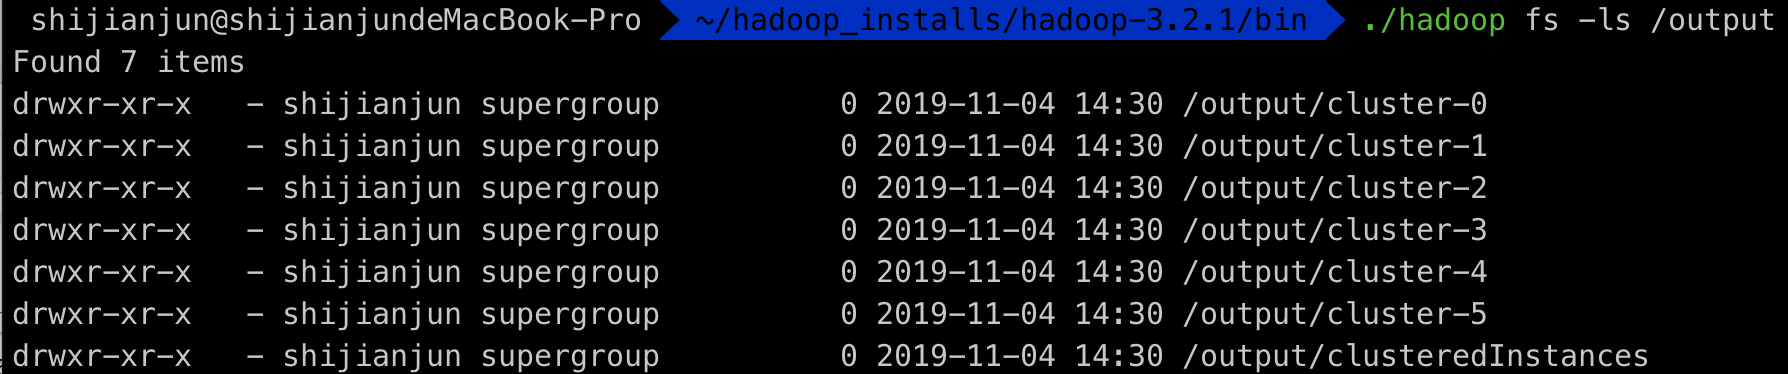 shijianjun@shijianjundeMacBook-Pro ~/hadoop_installs/hadoop-3.2.1/bin ./hadoop fs -ls /output
Found 7 items
drwxr-xr-x   - shijianjun supergroup          0 2019-11-04 14:30 /output/cluster-0
drwxr-xr-x   - shijianjun supergroup          0 2019-11-04 14:30 /output/cluster-1
drwxr-xr-x   - shijianjun supergroup          0 2019-11-04 14:30 /output/cluster-2
drwxr-xr-x   - shijianjun supergroup          0 2019-11-04 14:30 /output/cluster-3
drwxr-xr-x   - shijianjun supergroup          0 2019-11-04 14:30 /output/cluster-4
drwxr-xr-x   - shijianjun supergroup          0 2019-11-04 14:30 /output/cluster-5
drwxr-xr-x   - shijianjun supergroup          0 2019-11-04 14:30 /output/clusteredInstances